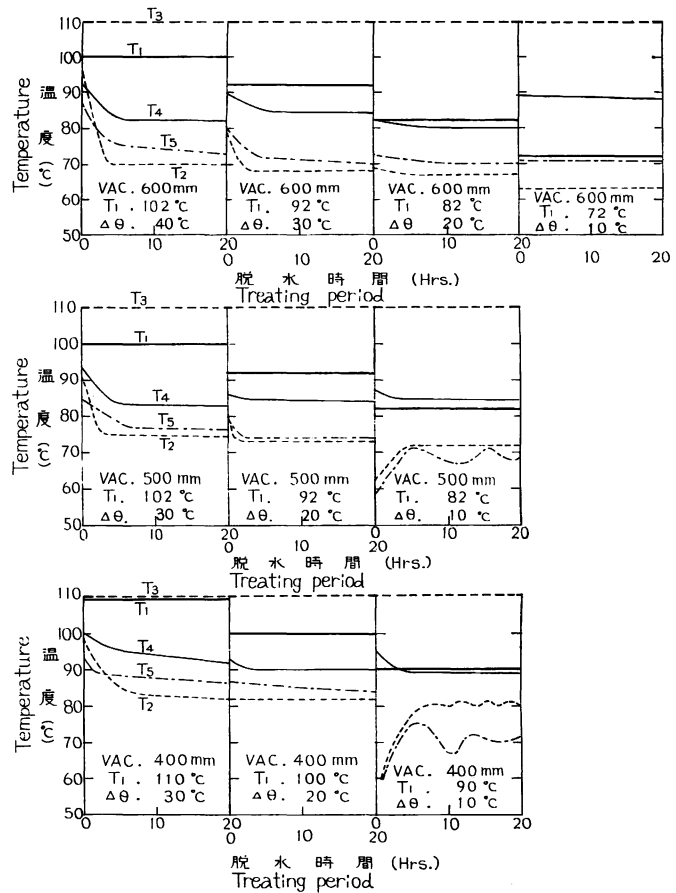 T3
110
T1
100
90
T4
80
T5
70
T2
60
50
Temperature 温度 (℃)
VAC. 600mm
T1. 102 ℃
Δθ. 40 ℃
VAC. 600mm
T1. 92 ℃
Δθ. 30 ℃
VAC. 600mm
T1 82 ℃
Δθ 20 ℃
VAC. 600mm
T1. 72 ℃
Δθ. 10 ℃
0 10 20
0 10 20
0 10 20
0 10 20
脱水時間 (Hrs.)
Treating period
T3
110
T1
100
90
T4
80
T5
T2
70
60
50
Temperature 温度 (℃)
VAC. 500 mm
T1. 102 ℃
Δθ. 30 ℃
VAC. 500 mm
T1. 92 ℃
Δθ. 20 ℃
VAC. 500 mm
T1. 82 ℃
Δθ. 10 ℃
0 10 20
0 10 20
0 10 20
脱水時間 (Hrs.)
Treating period
110
T3
T1
100
T4
90
T5
80
T2
70
60
50
Temperature 温度 (℃)
VAC. 400 mm
T1 . 110 ℃
Δθ. 30 ℃
VAC. 400 mm
T1 . 100 ℃
Δθ. 20 ℃
VAC. 400 mm
T1 . 90 ℃
Δθ. 10 ℃
0 10 20
0 10 20
0 10 20
脱水時間 (Hrs.)
Treating period